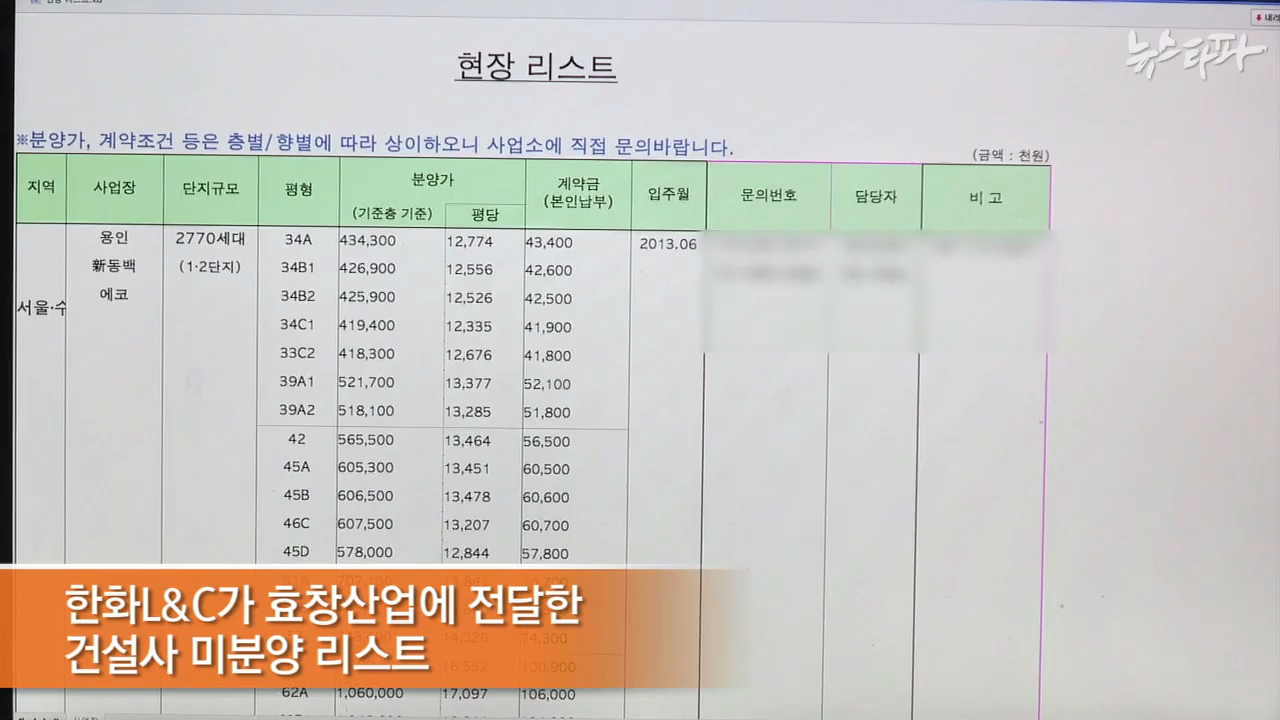 뉴스타파
현장 리스트
※분양가, 계약조건 등은 층별/향별에 따라 상이하오니 사업소에 직접 문의바랍니다.
(금액 : 천원)
지역 사업장 단지규모 평형 분양가 (기준층 기준) 평당 계약금 (본인납부) 입주월 문의번호 담당자 비 고
서울·수
용인 2770세대 34A 434,300 12,774 43,400 2013.06
新동백 (1·2단지) 34B1 426,900 12,556 42,600
에코 34B2 425,900 12,526 42,500
34C1 419,400 12,335 41,900
33C2 418,300 12,676 41,800
39A1 521,700 13,377 52,100
39A2 518,100 13,285 51,800
42 565,500 13,464 56,500
45A 605,300 13,451 60,500
45B 606,500 13,478 60,600
46C 607,500 13,207 60,700
45D 578,000 12,844 57,800
14,026 74,300
16,552 100,900
62A 1,060,000 17,097 106,000
한화L&C가 효창산업에 전달한
건설사 미분양 리스트